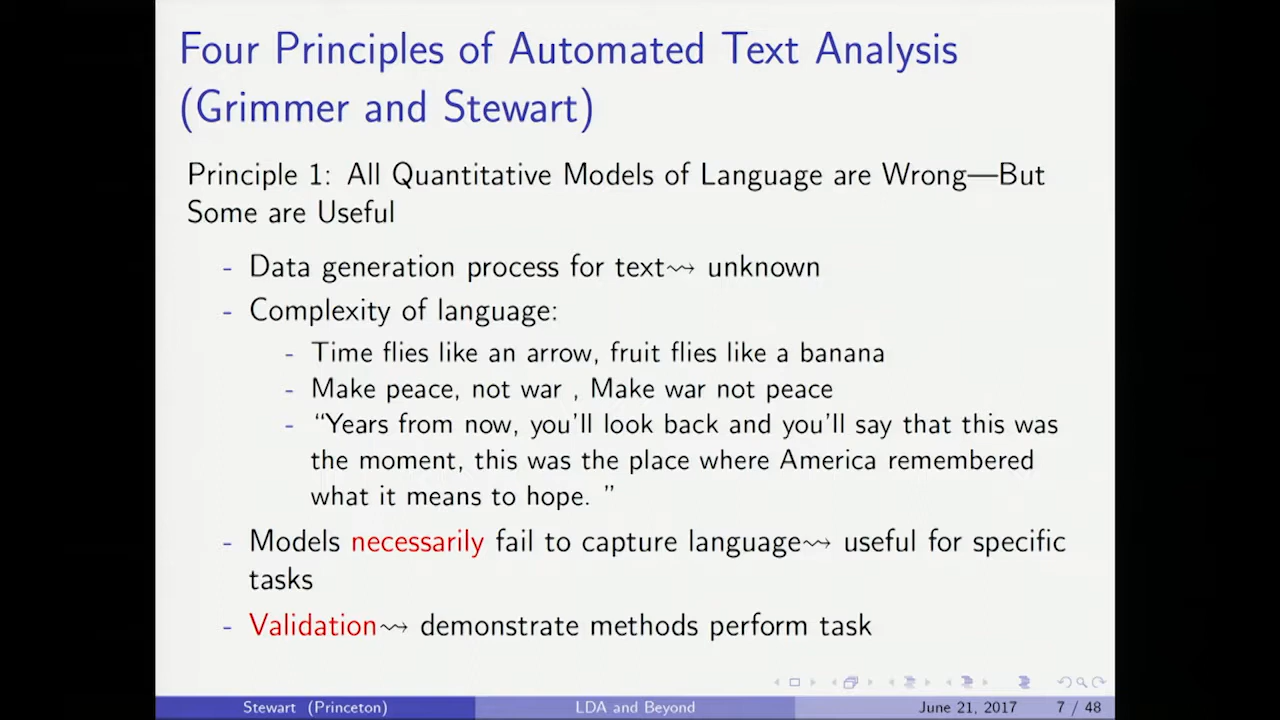 Four Principles of Automated Text Analysis
(Grimmer and Stewart)
Principle 1: All Quantitative Models of Language are Wrong—But
Some are Useful
- Data generation process for text⇝ unknown
- Complexity of language:
- Time flies like an arrow, fruit flies like a banana
- Make peace, not war , Make war not peace
- “Years from now, you’ll look back and you’ll say that this was
the moment, this was the place where America remembered
what it means to hope. ”
- Models necessarily fail to capture language⇝ useful for specific
tasks
- Validation⇝ demonstrate methods perform task
Stewart (Princeton)
LDA and Beyond
June 21, 2017
7 / 48